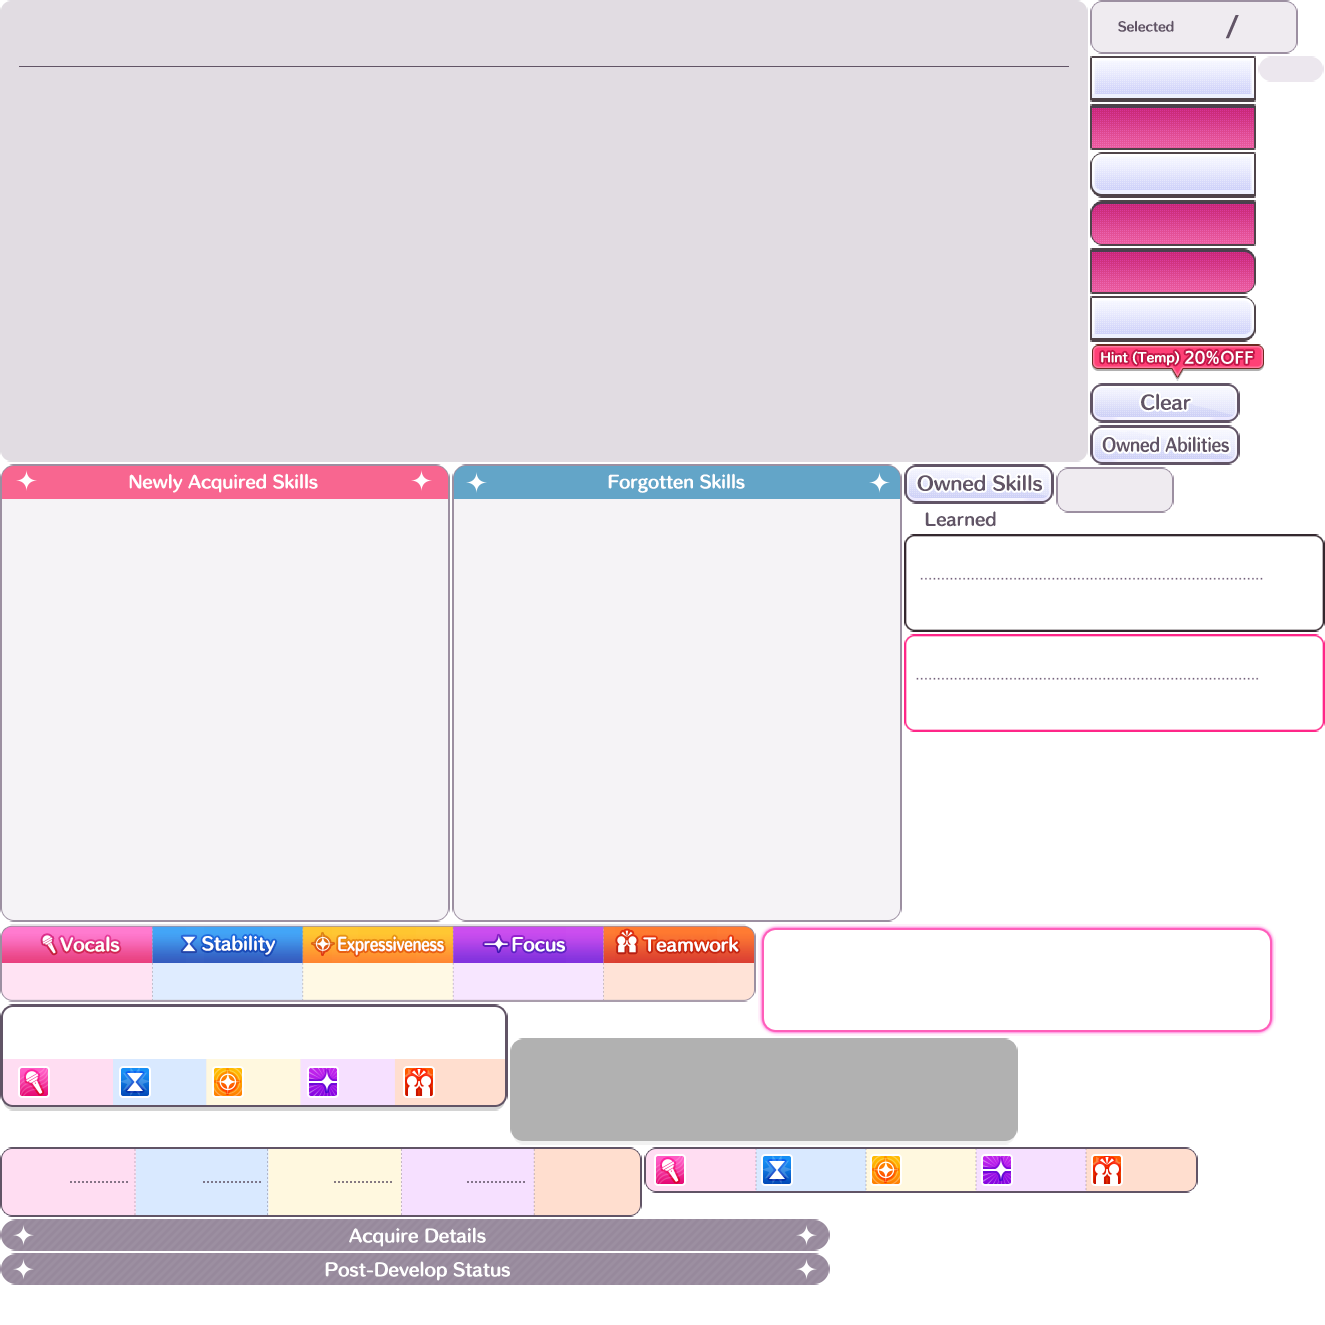 Selected /
Hint (Temp) 20%OFF
Clear
Owned Abilities
Newly Acquired Skills
Forgotten Skills
Owned Skills
Learned
Vocals
Stability
Expressiveness
Focus
Teamwork
Acquire Details
Post-Develop Status